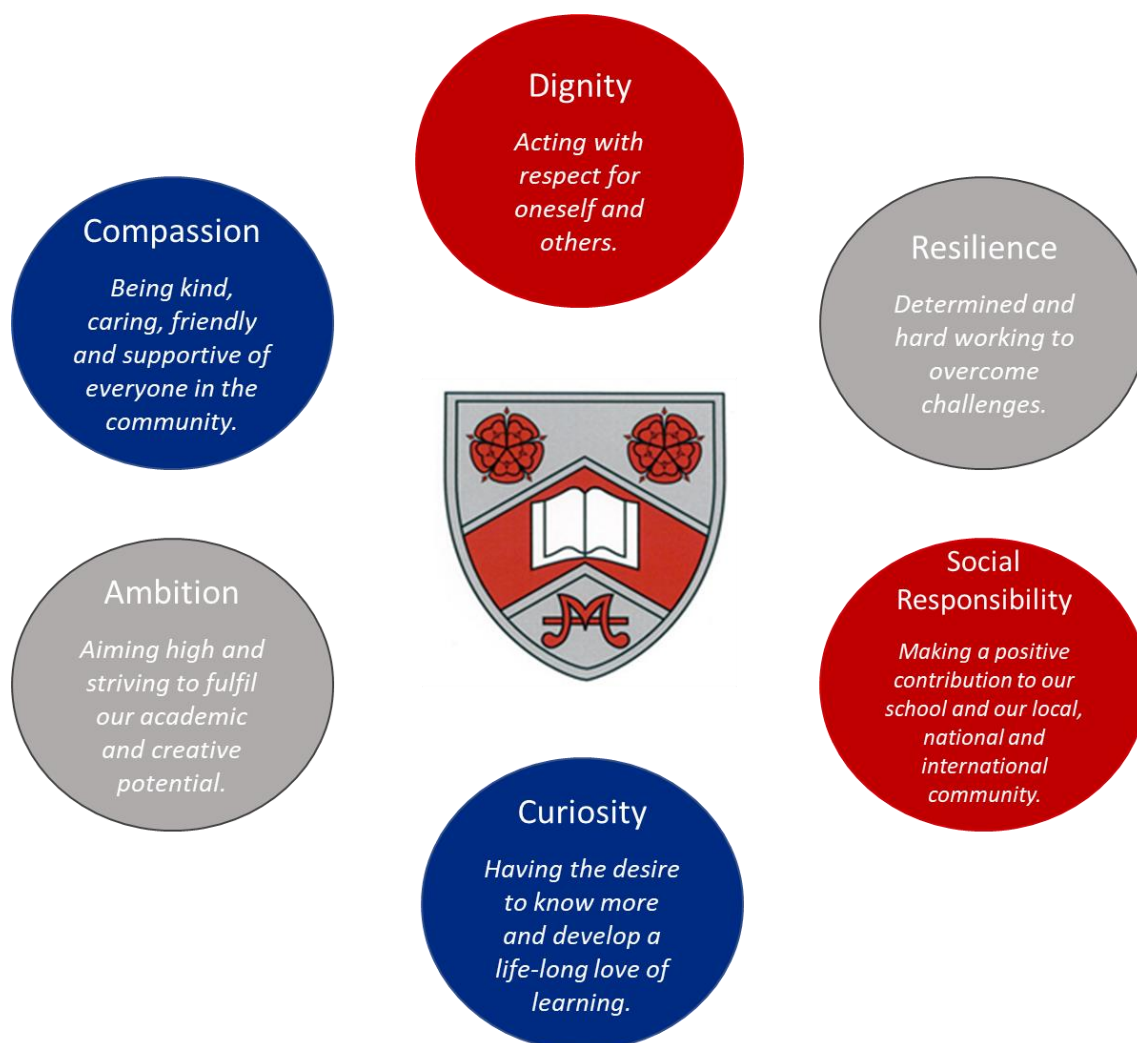 Dignity
Acting with
respect for
oneself and
others.
Compassion
Being kind,
caring, friendly
and supportive of
everyone in the
community.
Resilience
Determined and
hard working to
overcome
challenges.
Ambition
Aiming high and
striving to fulfil
our academic
and creative
potential.
Social
Responsibility
Making a positive
contribution to our
school and our local,
national and
international
community.
Curiosity
Having the desire
to know more
and develop a
life-long love of
learning.
M